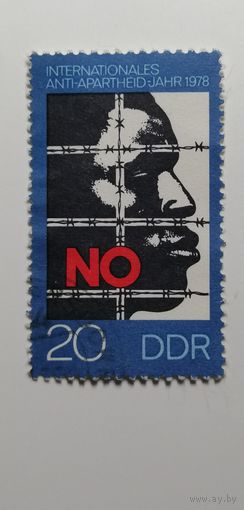 INTERNATIONALES
ANTI-APARTHEID-JAHR 1978
NO
20 DDR
www.ay.by